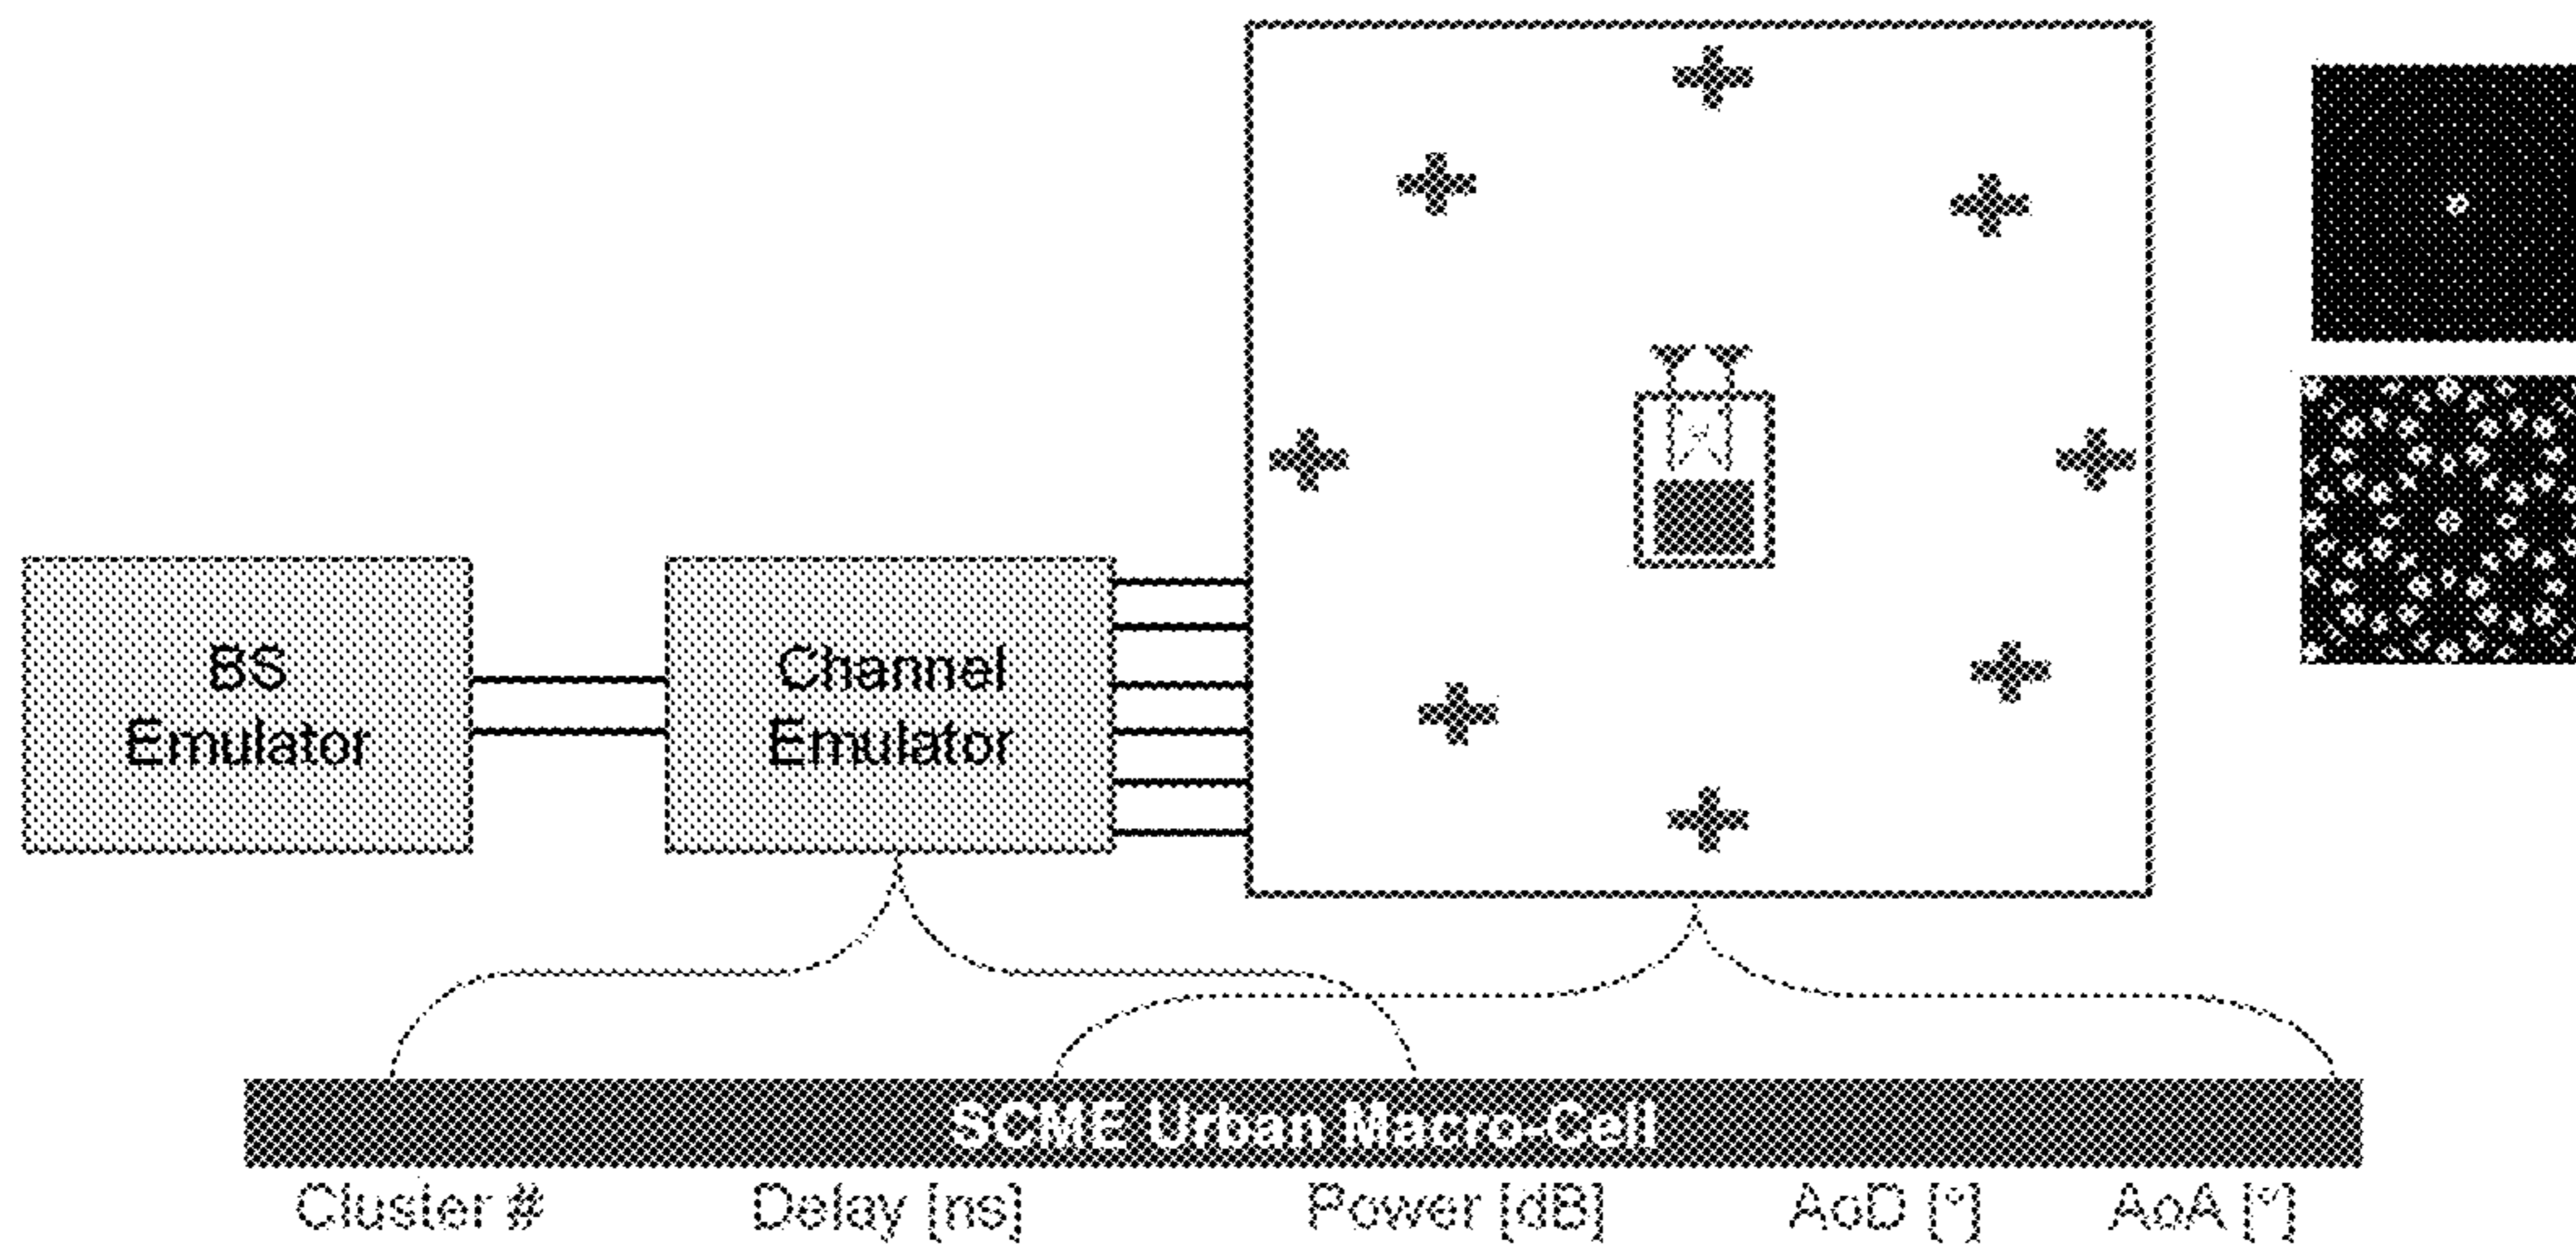 BS
Emulator
Channel
Emulator
SCME Urban Macro-Cell
Cluster # Delay [ns] Power [dB] AoD [°] AoA [°]